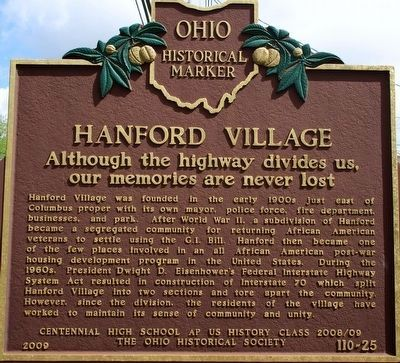 OHIO
HISTORICAL
MARKER
HANFORD VILLAGE
Although the highway divides us,
our memories are never lost
Hanford Village was founded in the early 1900s just east of
Columbus proper with its own mayor, police force, fire department,
businesses, and park. After World War II, a subdivision of Hanford
became a segregated community for returning African American
veterans to settle using the G.I. Bill. Hanford then became one
of the few places involved in an all African American post-war
housing development program in the United States. During the
1960s, President Dwight D. Eisenhower's Federal Interstate Highway
System Act resulted in construction of Interstate 70 which split
Hanford Village into two sections and tore apart the community.
However, since the division, the residents of the village have
worked to maintain its sense of community and unity.
CENTENNIAL HIGH SCHOOL AP US HISTORY CLASS 2008/09
THE OHIO HISTORICAL SOCIETY
2009 110-25